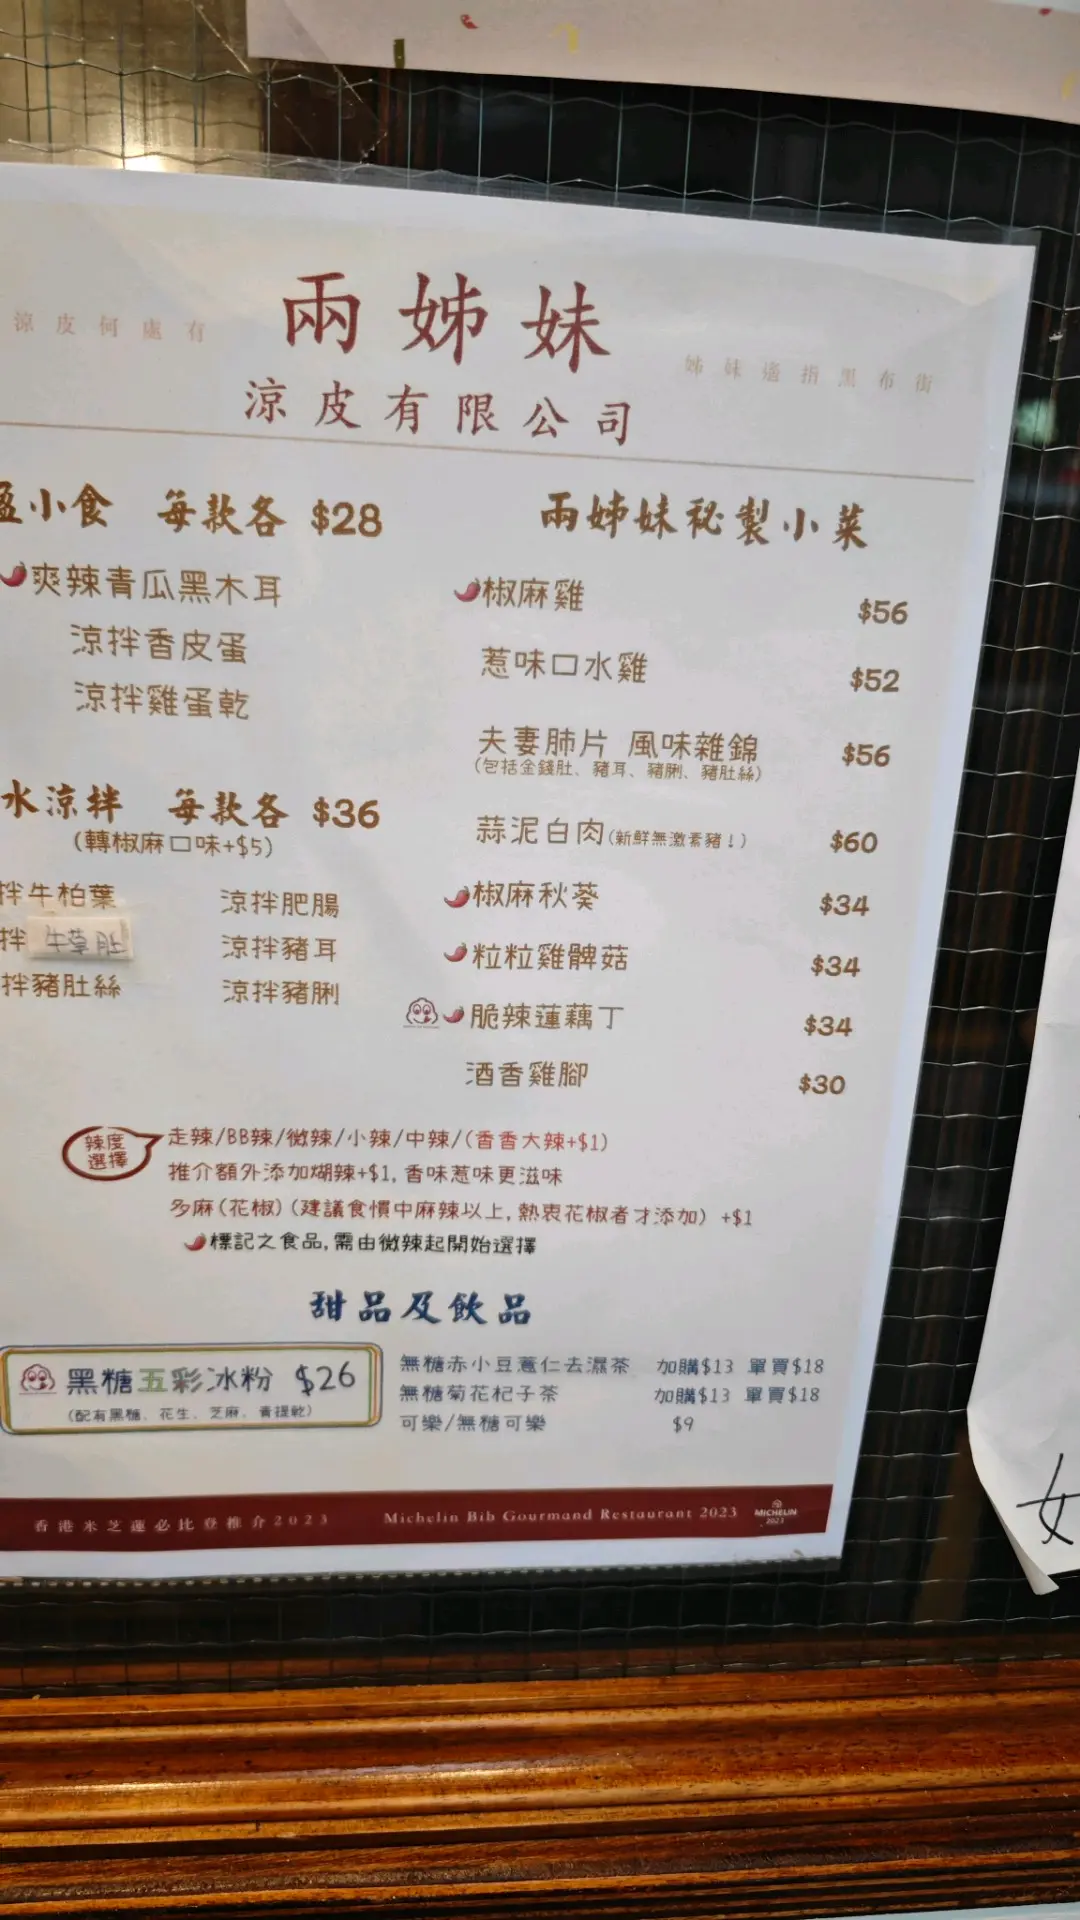 兩姊妹
涼皮何處有
姊妹遙指黑布街
涼皮有限公司
小食 每款各 $28
爽辣青瓜黑木耳
涼拌香皮蛋
涼拌雞蛋乾
水涼拌 每款各 $36
(轉椒麻口味+$5)
拌牛柏葉 涼拌肥腸
拌牛草肚 涼拌豬耳
拌豬肚絲 涼拌豬脷
兩姊妹秘製小菜
椒麻雞 $56
惹味口水雞 $52
夫妻肺片 風味雜錦 $56
(包括金錢肚、豬耳、豬脷、豬肚絲)
蒜泥白肉(新鮮無激素豬！) $60
椒麻秋葵 $34
粒粒雞髀菇 $34
脆辣蓮藕丁 $34
酒香雞腳 $30
辣度選擇
走辣/BB辣/微辣/小辣/中辣/(香香大辣+$1)
推介額外添加煳辣+$1,香味惹味更滋味
多麻(花椒)(建議食慣中麻辣以上,熱衷花椒者才添加) +$1
標記之食品,需由微辣起開始選擇
甜品及飲品
黑糖五彩冰粉 $26
(配有黑糖、花生、芝麻、青提乾)
無糖赤小豆薏仁去濕茶 加購$13 單買$18
無糖菊花杞子茶 加購$13 單買$18
可樂/無糖可樂 $9
香港米芝蓮必比登推介2023 Michelin Bib Gourmand Restaurant 2023
MICHELIN
2023
女